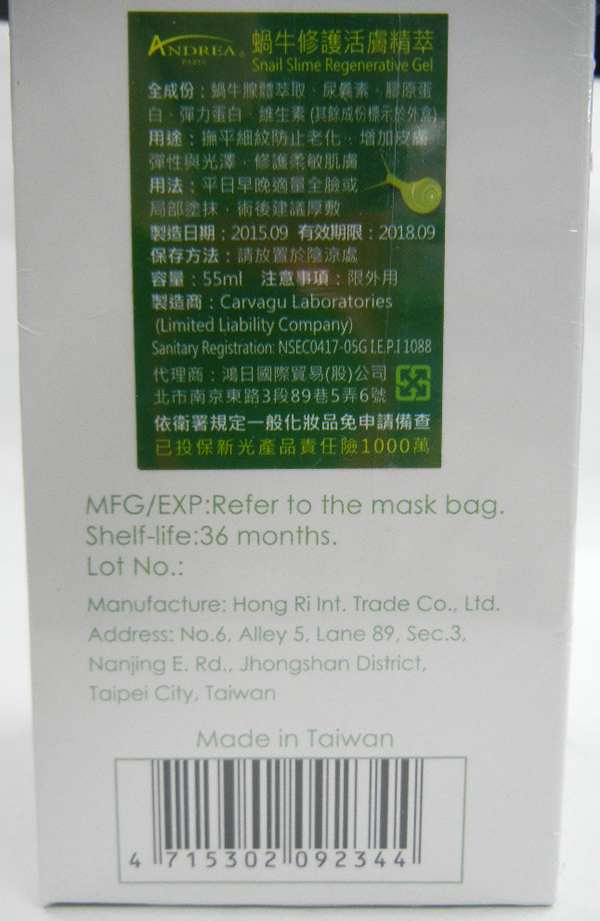 ANDREA® 蝸牛修護活膚精萃
PARIS Snail Slime Regenerative Gel
全成份：蝸牛腺體萃取、尿囊素、膠原蛋
白、彈力蛋白、維生素 (其餘成份標示於外盒)
用途：撫平細紋防止老化、增加皮膚
彈性與光澤、修護柔敏肌膚
用法：平日早晚適量全臉或
局部塗抹，術後建議厚敷
製造日期：2015.09 有效期限：2018.09
保存方法：請放置於陰涼處
容量：55ml 注意事項：限外用
製造商：Carvagu Laboratories
(Limited Liability Company)
Sanitary Registration: NSEC0417-05G I.E.P.I 1088
代理商：鴻日國際貿易(股)公司
北市南京東路3段89巷5弄6號
依衛署規定一般化妝品免申請備查
已投保新光產品責任險1000萬
MFG/EXP:Refer to the mask bag.
Shelf-life:36 months.
Lot No.:
Manufacture: Hong Ri Int. Trade Co., Ltd.
Address: No.6, Alley 5, Lane 89, Sec.3,
Nanjing E. Rd., Jhongshan District,
Taipei City, Taiwan
Made in Taiwan
4 715302 092344